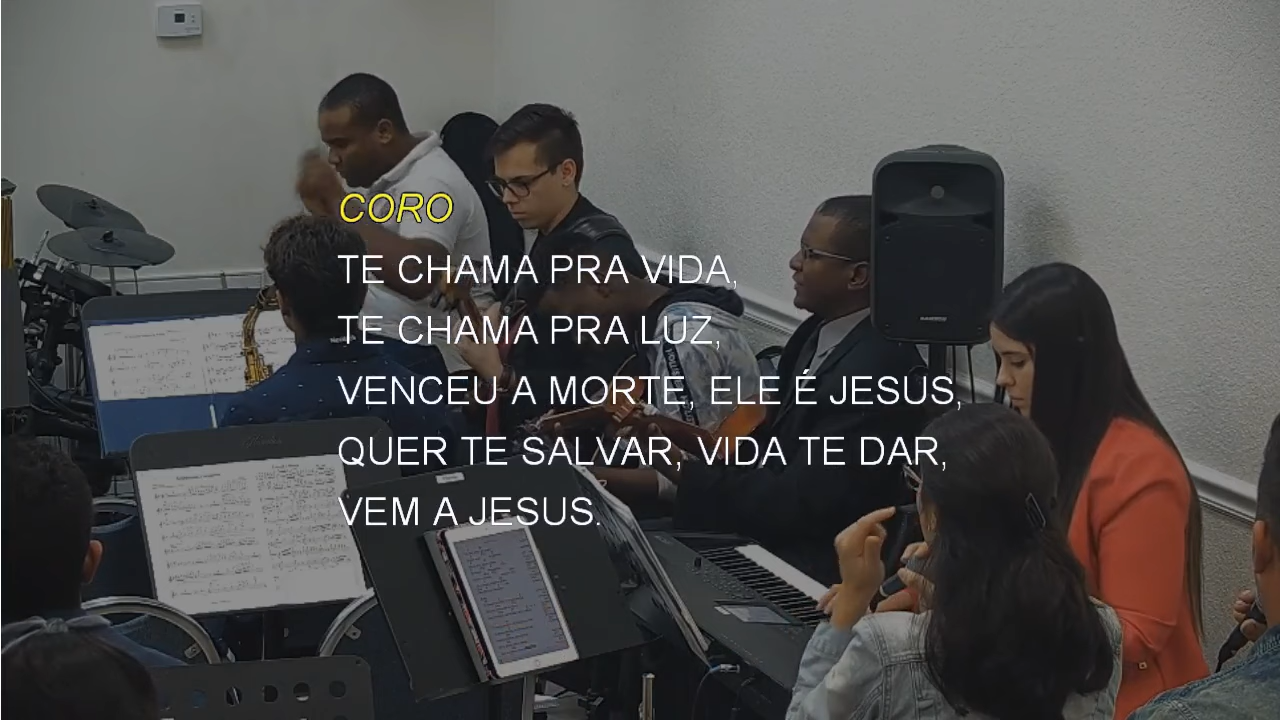 CORO
TE CHAMA PRA VIDA,
TE CHAMA PRA LUZ,
VENCEU A MORTE, ELE É JESUS,
QUER TE SALVAR, VIDA TE DAR,
VEM A JESUS.